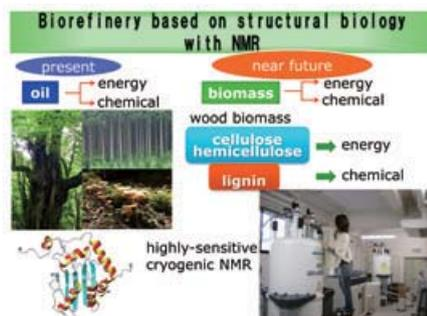 Biorefinery based on structural biology
with NMR
present
oil
energy
chemical
near future
biomass
energy
chemical
wood biomass
cellulose
hemicellulose
energy
lignin
chemical
highly-sensitive
cryogenic NMR